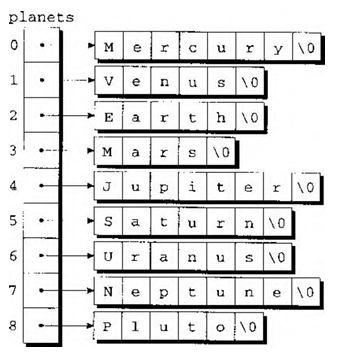 planets
0 M e r c u r y \0
1 V e n u s \0
2 E a r t h \0
3 M a r s \0
4 J u p i t e r \0
5 S a t u r n \0
6 U r a n u s \0
7 N e p t u n e \0
8 P l u t o \0